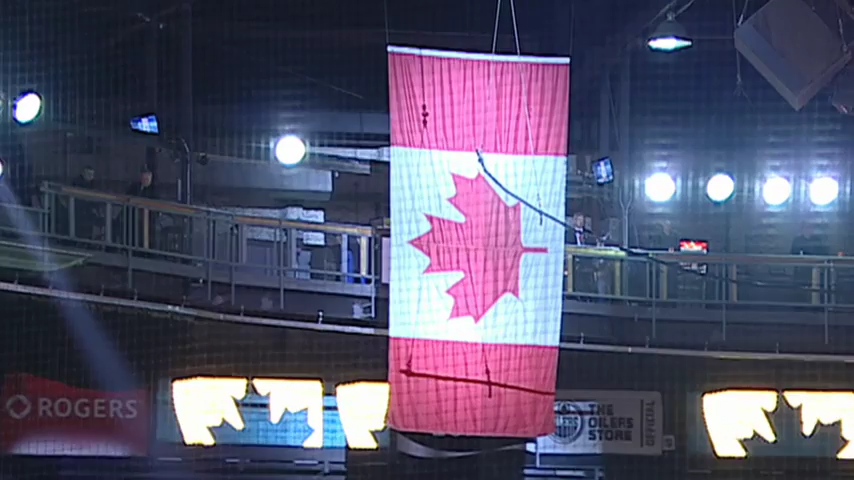 ROGERS
THE
OILERS
STORE
OFFICIAL